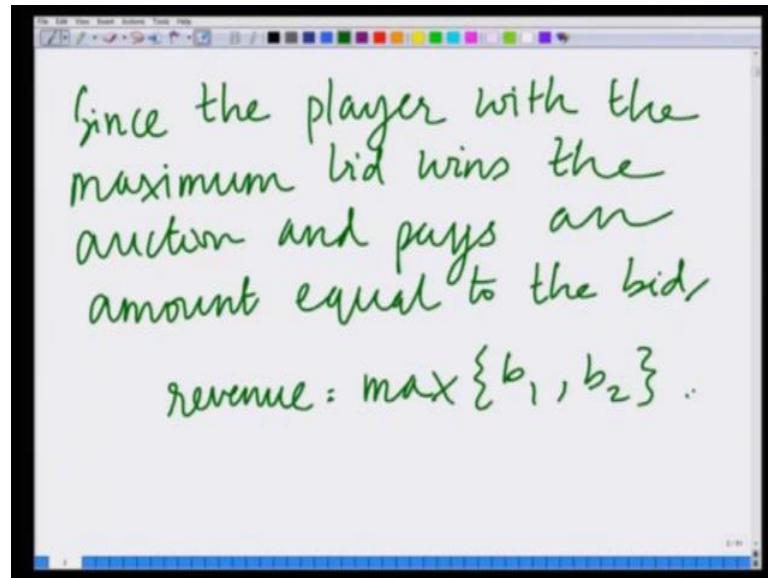 Since the player with the
maximum bid wins the
auction and pays an
amount equal to the bid,
revenue = max{b₁, b₂}.